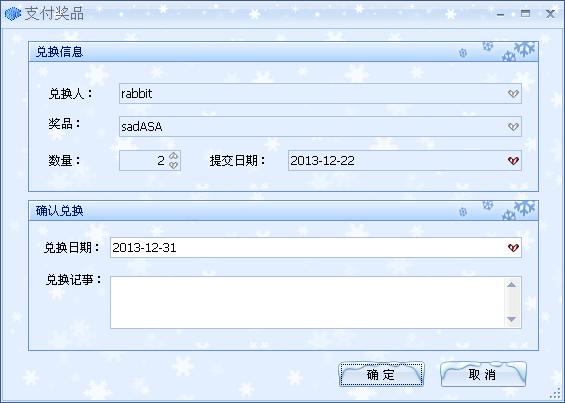 支付奖品
兑换信息
兑换人： rabbit
奖品： sadASA
数量： 2 提交日期： 2013-12-22
确认兑换
兑换日期： 2013-12-31
兑换记事：
确 定 取 消